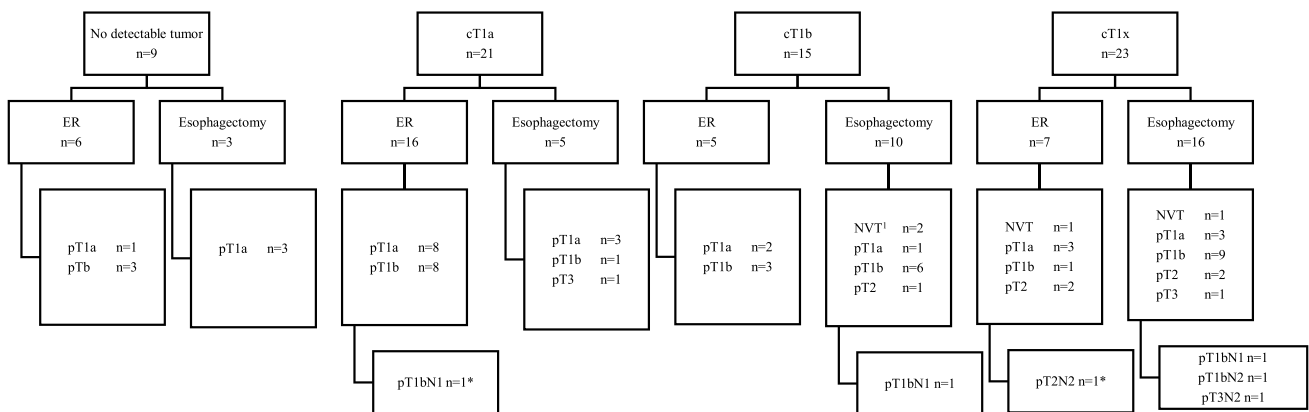 No detectable tumor
n=9
cT1a
n=21
cT1b
n=15
cT1x
n=23
ER
n=6
Esophagectomy
n=3
ER
n=16
Esophagectomy
n=5
ER
n=5
Esophagectomy
n=10
ER
n=7
Esophagectomy
n=16
pT1a n=1
pTb n=3
pT1a n=3
pT1a n=8
pT1b n=8
pT1a n=3
pT1b n=1
pT3 n=1
pT1a n=2
pT1b n=3
NVT¹ n=2
pT1a n=1
pT1b n=6
pT2 n=1
NVT n=1
pT1a n=3
pT1b n=1
pT2 n=2
NVT n=1
pT1a n=3
pT1b n=9
pT2 n=2
pT3 n=1
pT1bN1 n=1*
pT1bN1 n=1
pT2N2 n=1*
pT1bN1 n=1
pT1bN2 n=1
pT3N2 n=1